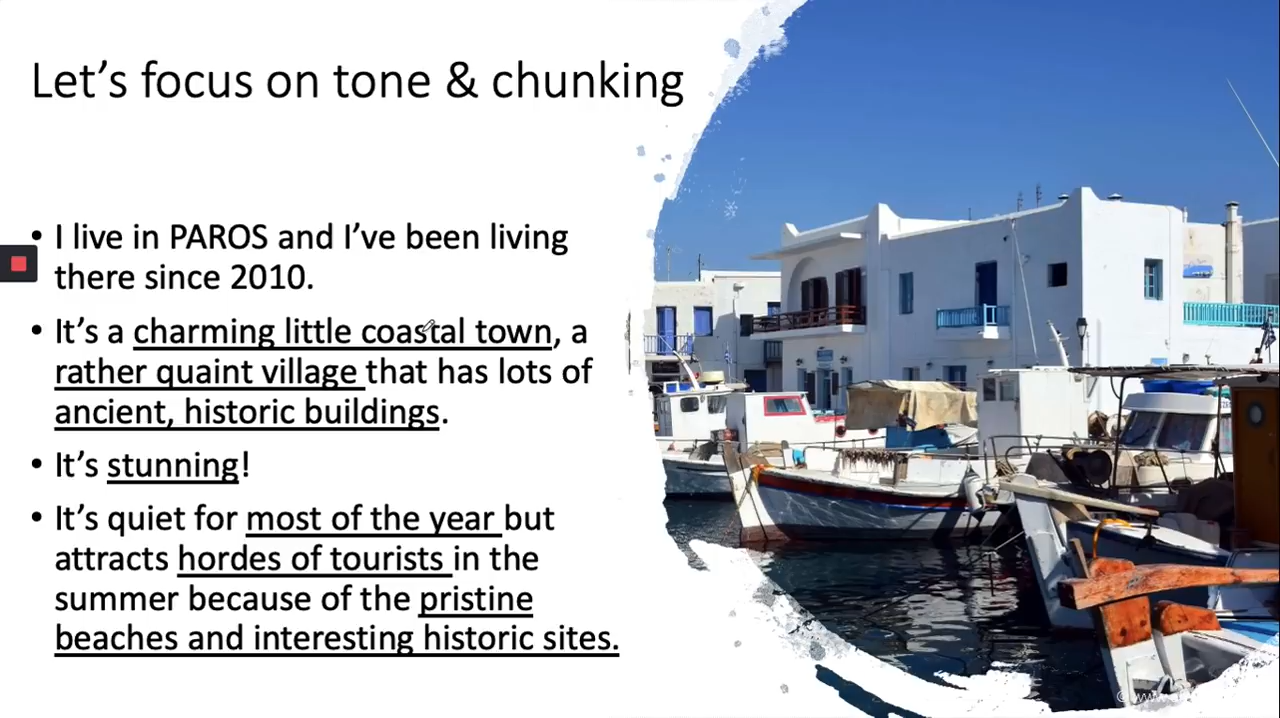 Let's focus on tone & chunking
• I live in PAROS and I've been living
there since 2010.
• It's a charming little coastal town, a
rather quaint village that has lots of
ancient, historic buildings.
• It's stunning!
• It's quiet for most of the year but
attracts hordes of tourists in the
summer because of the pristine
beaches and interesting historic sites.